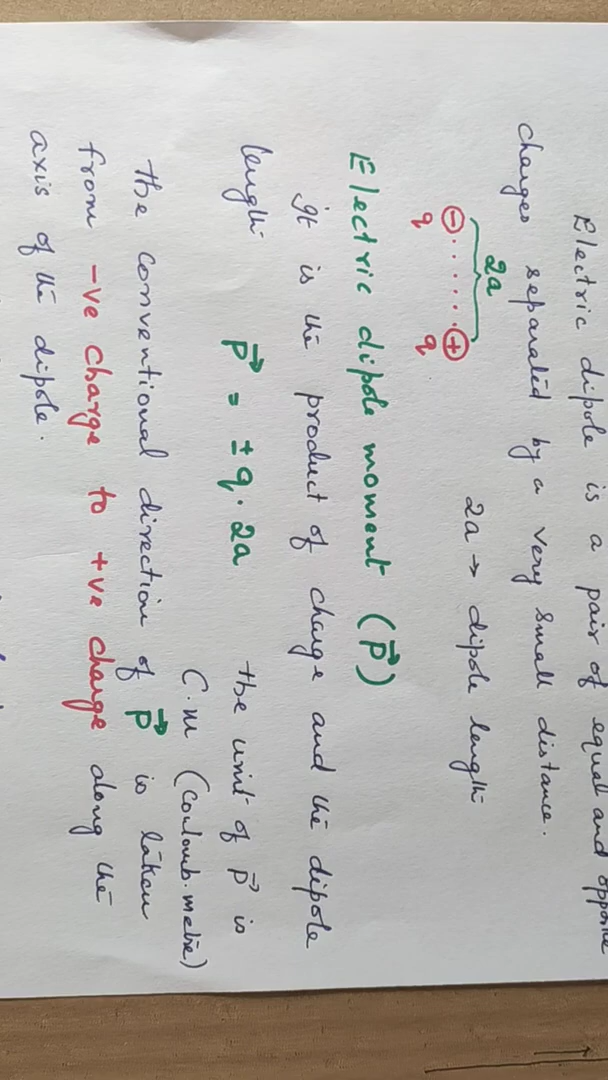 Electric dipole is a pair of equal and opposite
charges separated by a very small distance.
2a
⊖ ...... ⊕
q q
2a → dipole length
Electric dipole moment (p⃗)
It is the product of charge and the dipole
length
p⃗ = ± q · 2a
the unit of p⃗ is
C.m (Coulomb.metre)
The conventional direction of p⃗ is taken
from -ve charge to +ve charge along the
axis of the dipole.